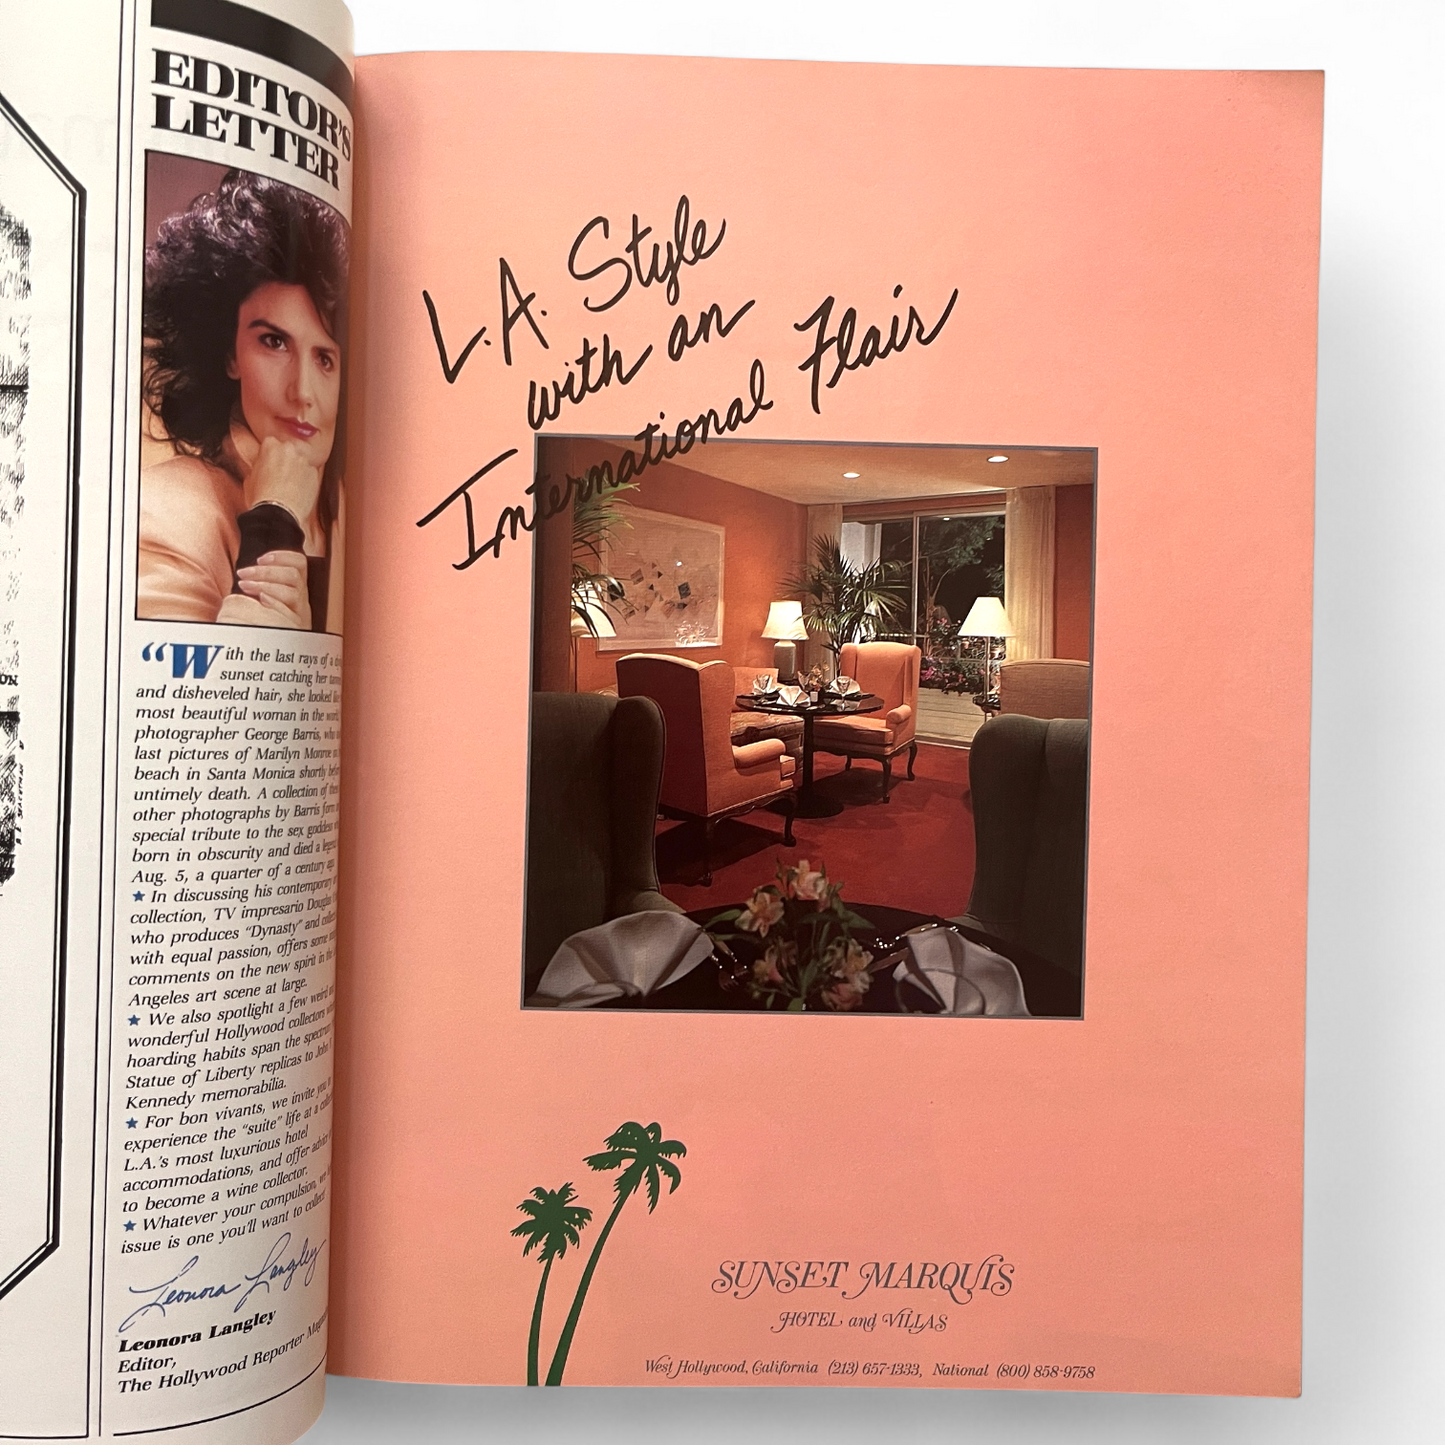 EDITOR'S
LETTER
"With the last rays of a
sunset catching her
and disheveled hair, she looked
most beautiful woman in the
photographer George Barris, who
last pictures of Marilyn Monroe
beach in Santa Monica shortly
untimely death. A collection of
other photographs by Barris form
special tribute to the sex goddess
born in obscurity and died a
Aug. 5, a quarter of a century ago.
★ In discussing his contemporary
collection, TV impresario Douglas
who produces "Dynasty" and
with equal passion, offers some
comments on the new spirit in the
Angeles art scene at large.
★ We also spotlight a few weird
wonderful Hollywood collectors
hoarding habits span the spectrum
Statue of Liberty replicas to John
Kennedy memorabilia.
★ For bon vivants, we invite you
experience the "suite" life at a
L.A.'s most luxurious hotel
accommodations, and offer advice
to become a wine collector.
★ Whatever your compulsion,
issue is one you'll want to collect!
Leonora Langley
Leonora Langley
Editor,
The Hollywood Reporter
L.A. Style
with an
International Flair
SUNSET MARQUIS
HOTEL and VILLAS
West Hollywood, California (213) 657-1333, National (800) 858-9758